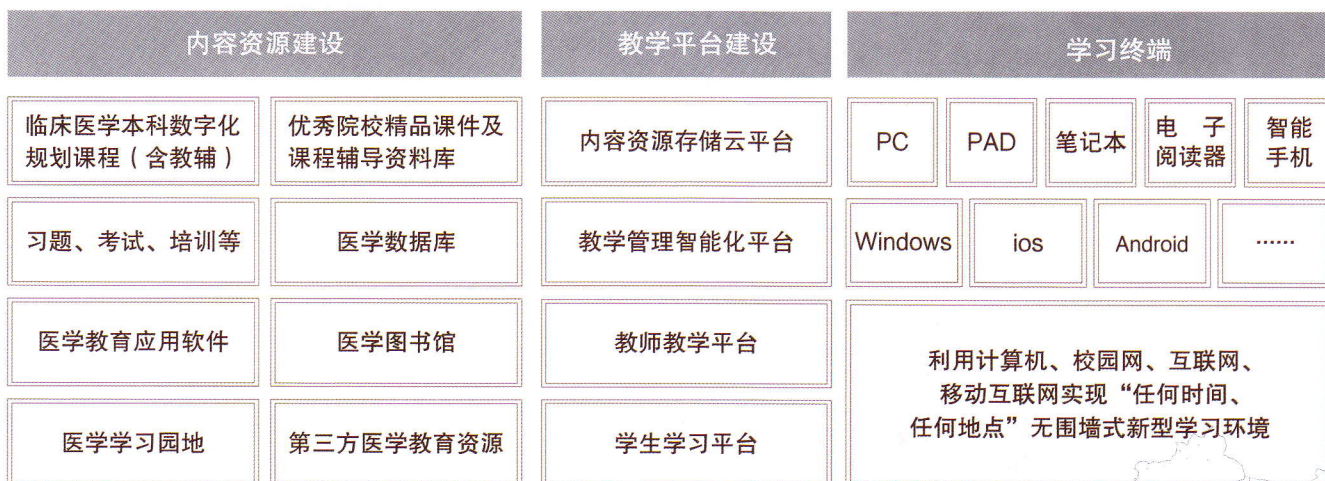 内容资源建设
教学平台建设
学习终端
临床医学本科数字化
规划课程（含教辅）
优秀院校精品课件及
课程辅导资料库
内容资源存储云平台
PC
PAD
笔记本
电 子
阅读器
智能
手机
习题、考试、培训等
医学数据库
教学管理智能化平台
Windows
ios
Android
……
医学教育应用软件
医学图书馆
教师教学平台
利用计算机、校园网、互联网、
移动互联网实现“任何时间、
任何地点”无围墙式新型学习环境
医学学习园地
第三方医学教育资源
学生学习平台